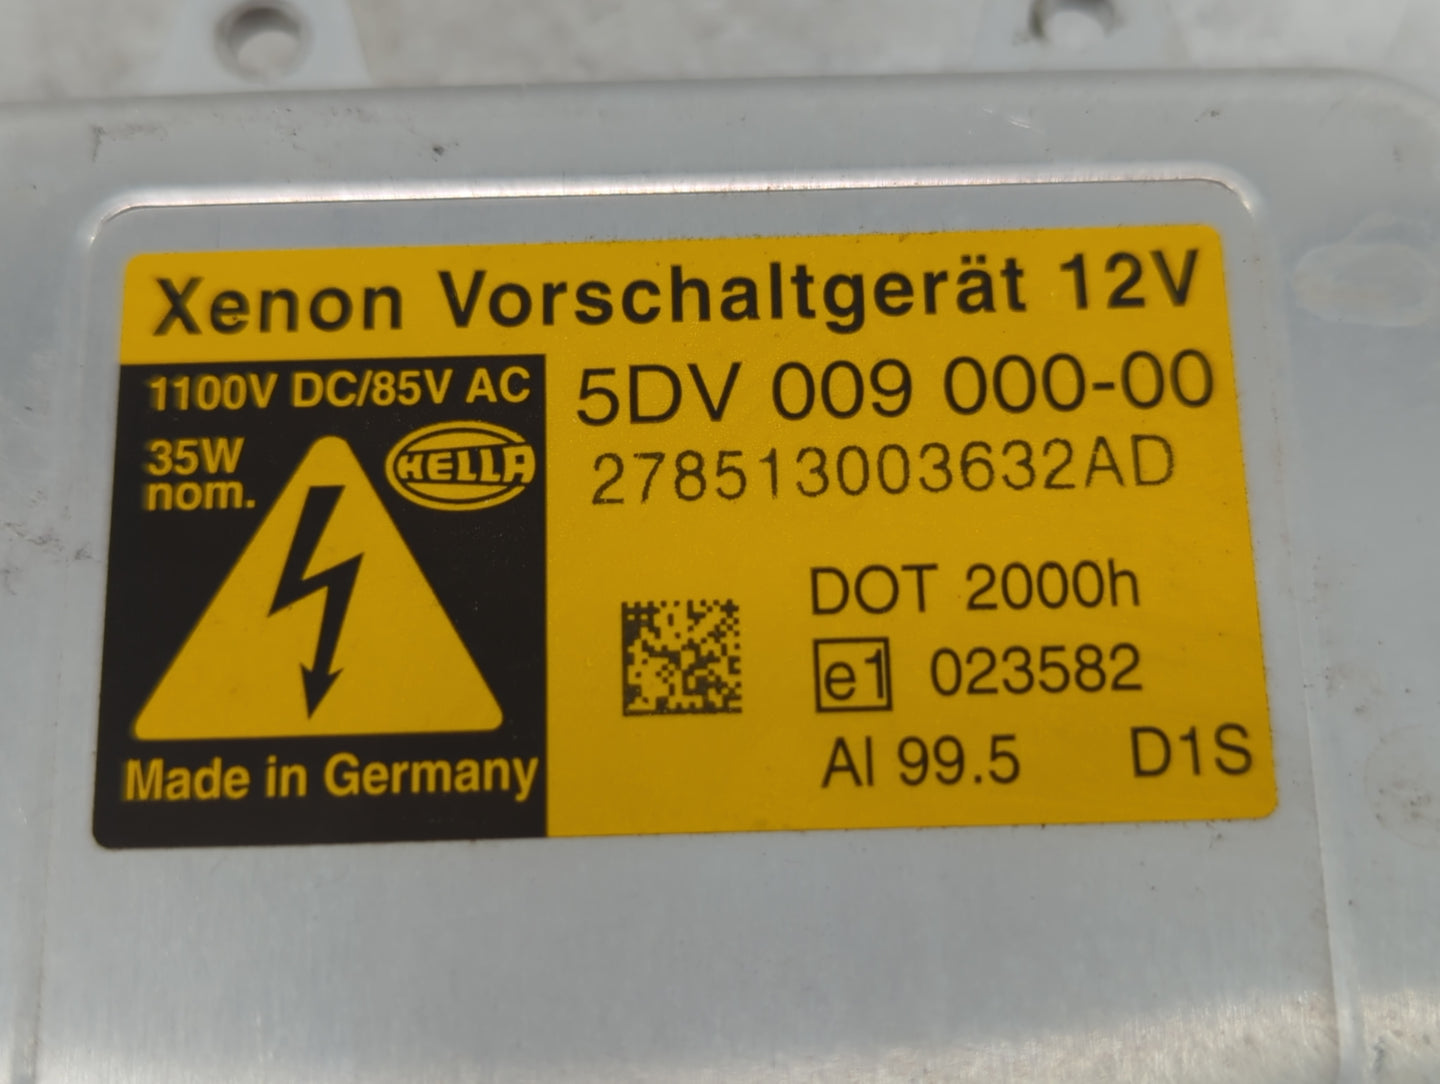 Xenon Vorschaltgerät 12V
1100V DC/85V AC
35W
nom.
HELLA
Made in Germany
5DV 009 000-00
278513003632AD
DOT 2000h
e1 023582
Al 99.5 D1S